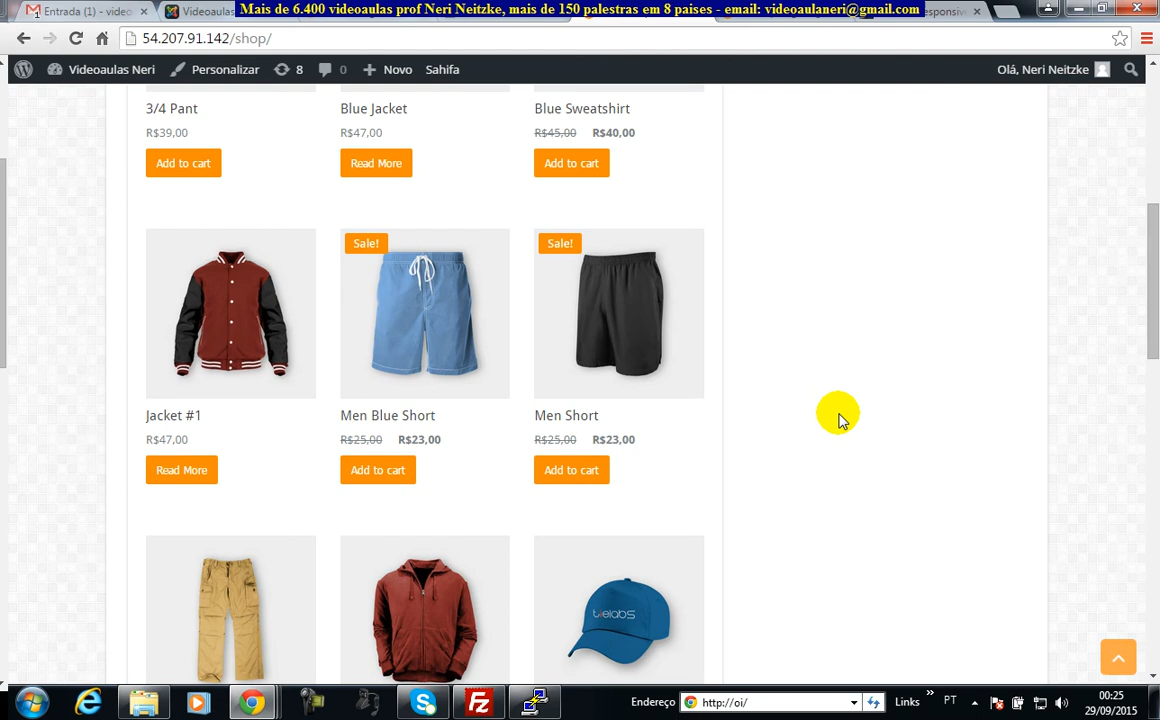 Mais de 6.400 videoaulas prof Neri Neitzke, mais de 150 palestras em 8 paises - email: videoaulaneri@gmail.com
Entrada (1) - video
Videoaulas
esponsiv
54.207.91.142/shop/
Videoaulas Neri
Personalizar
8
0
Novo
Sahifa
Olá, Neri Neitzke
3/4 Pant
Blue Jacket
Blue Sweatshirt
R$39,00
R$47,00
R$45,00 R$40,00
Add to cart
Read More
Add to cart
Sale!
Sale!
Jacket #1
Men Blue Short
Men Short
R$47,00
R$25,00 R$23,00
R$25,00 R$23,00
Read More
Add to cart
Add to cart
tielabs
Endereço
http://oi/
Links
»
PT
00:25
29/09/2015